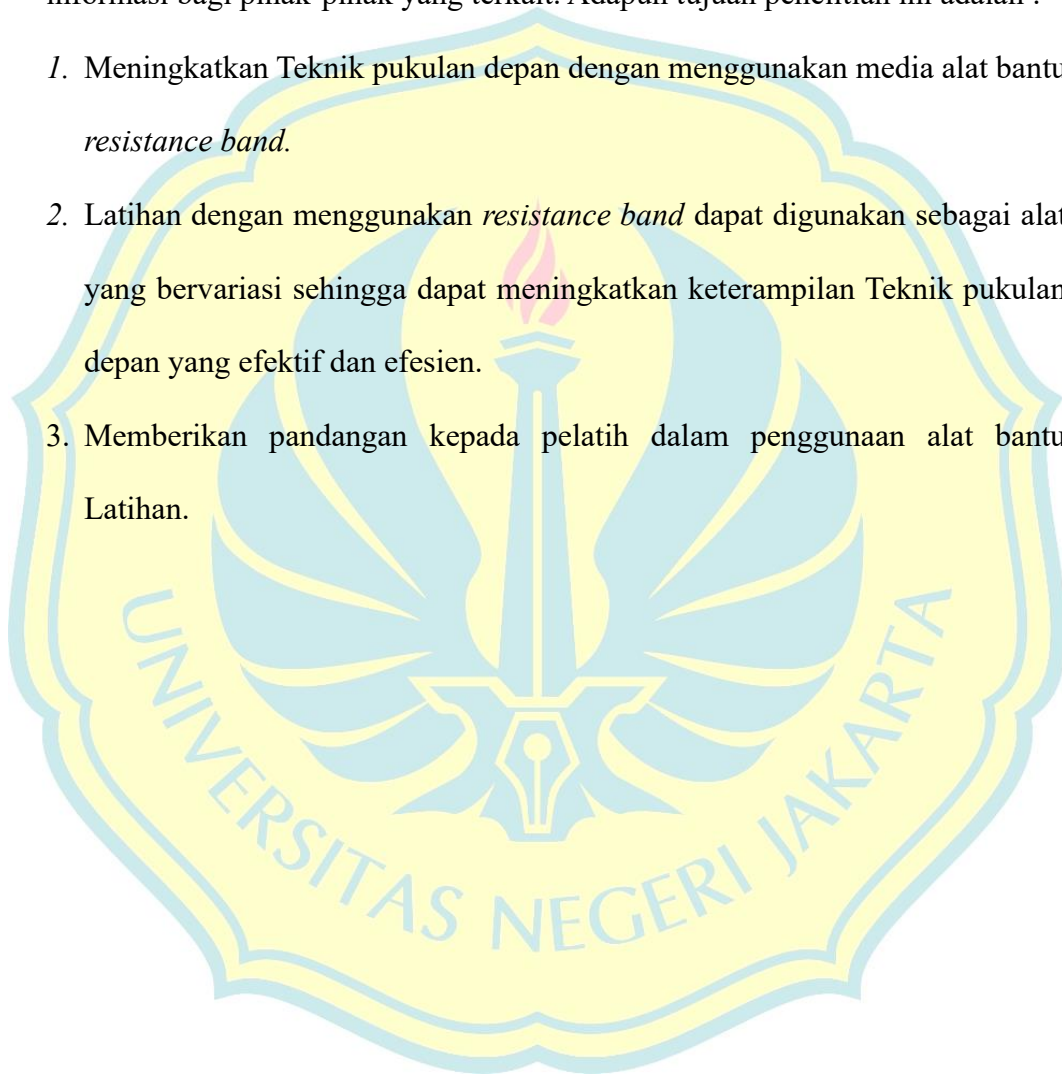 informasi bagi pihak-pihak yang terkait. Adapun tujuan penelitian ini adalah :
1. Meningkatkan Teknik pukulan depan dengan menggunakan media alat bantu
resistance band.
2. Latihan dengan menggunakan resistance band dapat digunakan sebagai alat
yang bervariasi sehingga dapat meningkatkan keterampilan Teknik pukulan
depan yang efektif dan efesien.
3. Memberikan pandangan kepada pelatih dalam penggunaan alat bantu
Latihan.
UNIVERSITAS NEGERI JAKARTA